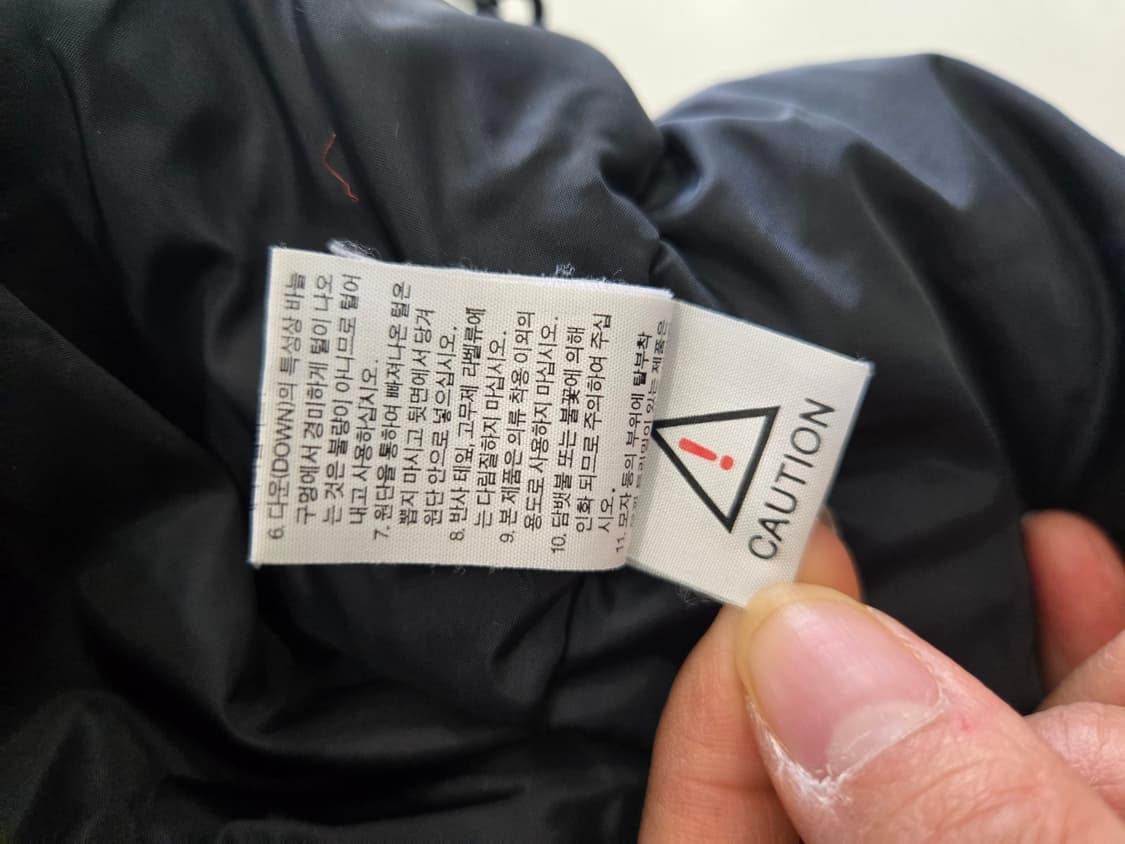 6. 다운(DOWN)의 특성상 바늘
구멍에서 경미하게 털이 나오
는 것은 불량이 아니므로 털어
내고 사용하십시오.
7. 원단을 통하여 빠져나온 털은
뽑지 마시고 뒷면에서 당겨
원단 안으로 넣으십시오.
8. 반사 테잎, 고무제 라벨류에
는 다림질하지 마십시오.
9. 본 제품은 의류 착용 이외의
용도로 사용하지 마십시오.
10. 담뱃불 또는 불꽃에 의해
인화 되므로 주의하여 주십
시오.
11. 모자 등의 부위에 탈부착
있는 제품은
CAUTION